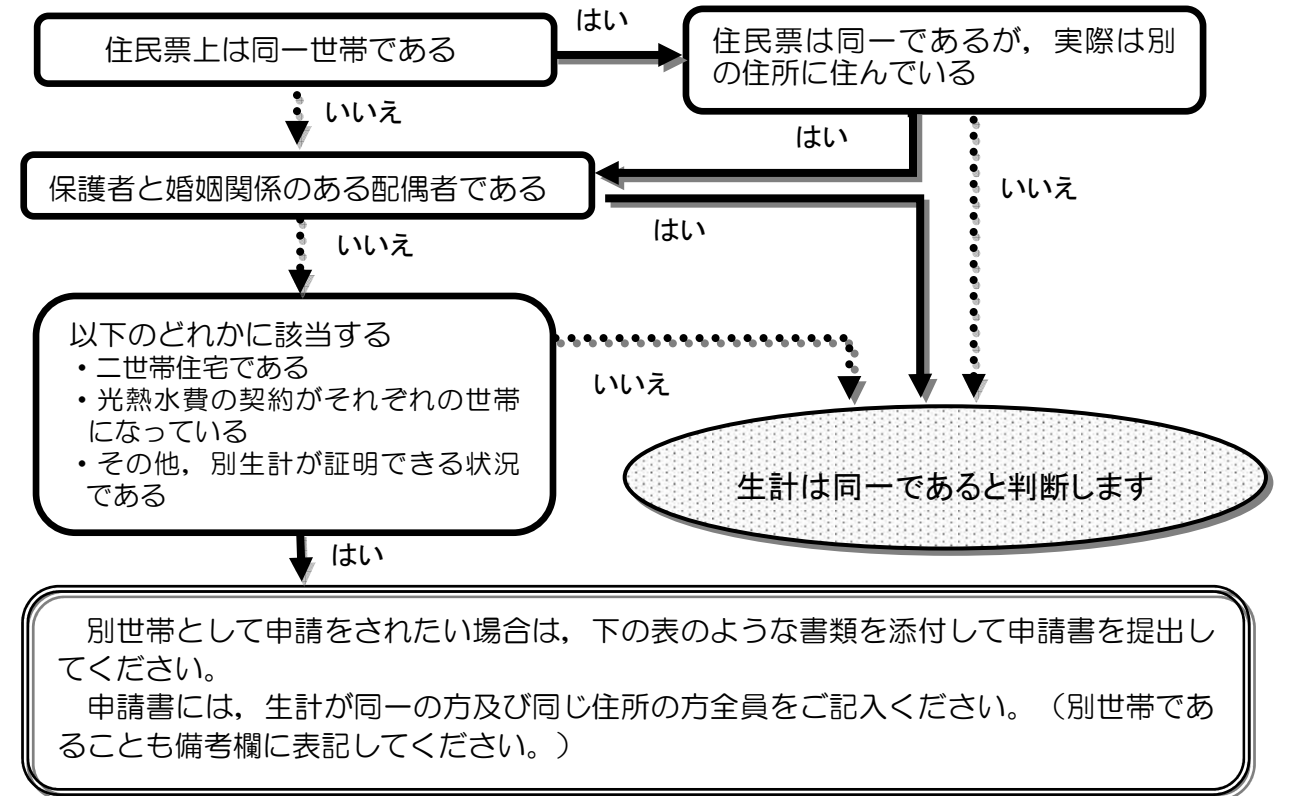 住民票上は同一世帯である
はい
住民票は同一であるが，実際は別
の住所に住んでいる
いいえ
はい
いいえ
保護者と婚姻関係のある配偶者である
はい
いいえ
以下のどれかに該当する
・二世帯住宅である
・光熱水費の契約がそれぞれの世帯
になっている
・その他，別生計が証明できる状況
である
いいえ
生計は同一であると判断します
はい
別世帯として申請をされたい場合は，下の表のような書類を添付して申請書を提出し
てください。
申請書には，生計が同一の方及び同じ住所の方全員をご記入ください。（別世帯であ
ることも備考欄に表記してください。）